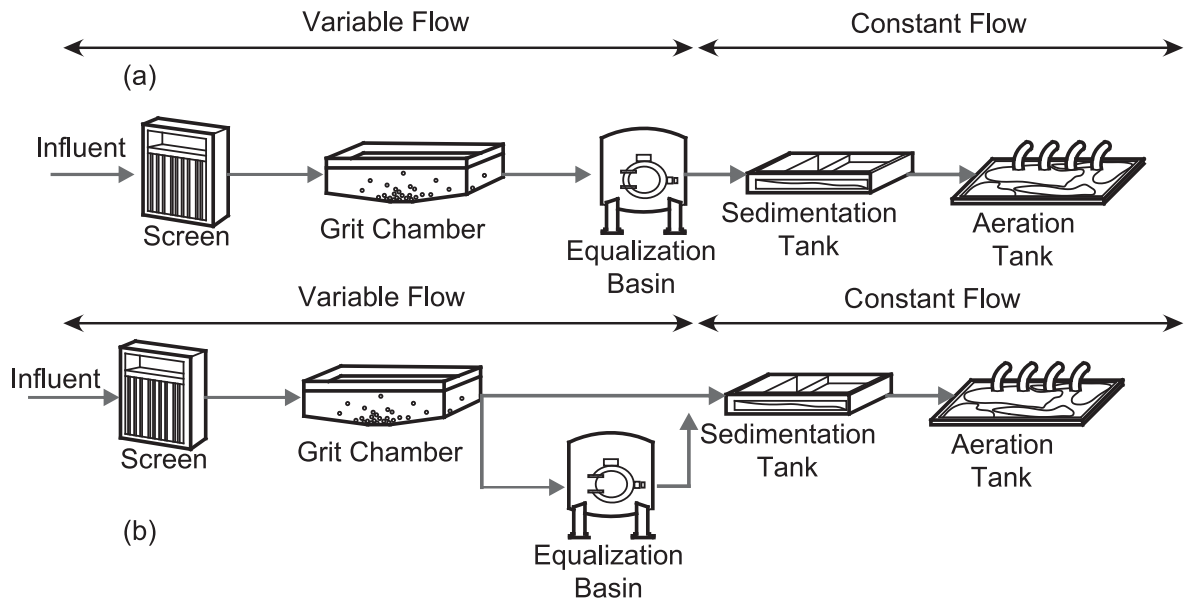 Variable Flow
Constant Flow
(a)
Influent
Screen
Grit Chamber
Equalization
Basin
Sedimentation
Tank
Aeration
Tank
Variable Flow
Constant Flow
Influent
Screen
Grit Chamber
Sedimentation
Tank
Aeration
Tank
(b)
Equalization
Basin